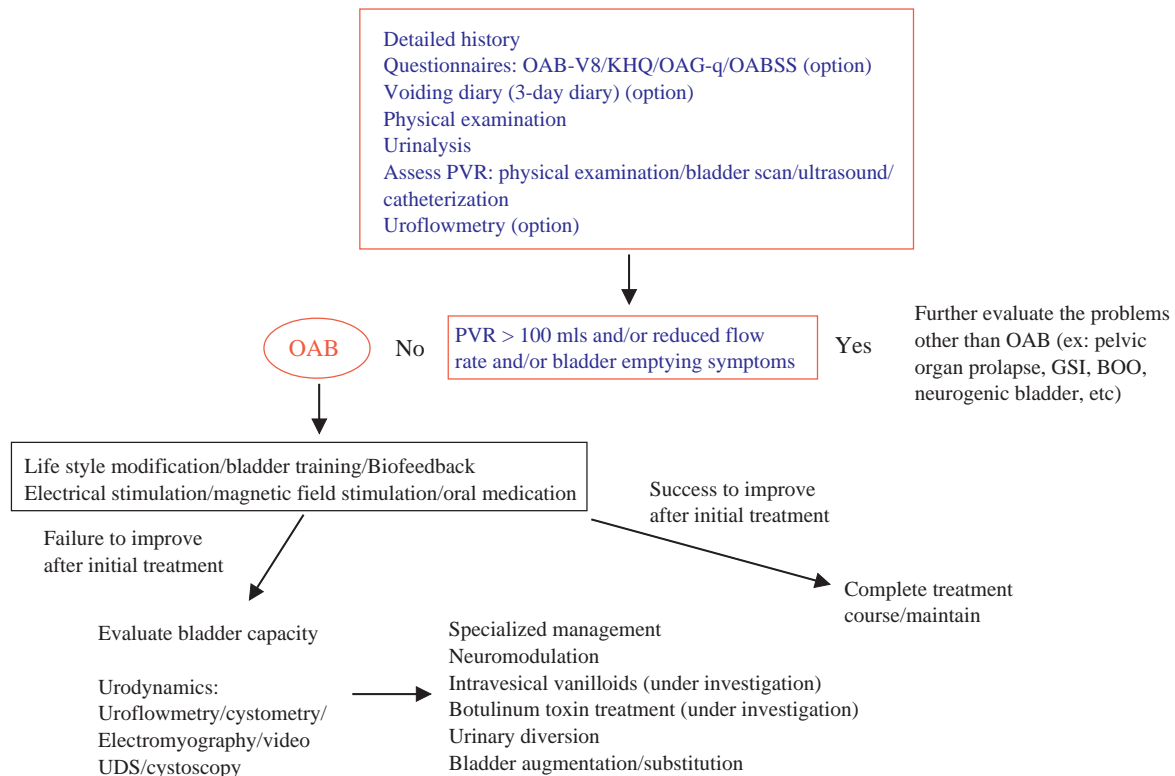 Detailed history
Questionnaires: OAB-V8/KHQ/OAG-q/OABSS (option)
Voiding diary (3-day diary) (option)
Physical examination
Urinalysis
Assess PVR: physical examination/bladder scan/ultrasound/
catheterization
Uroflowmetry (option)
OAB
No
PVR > 100 mls and/or reduced flow
rate and/or bladder emptying symptoms
Yes
Further evaluate the problems
other than OAB (ex: pelvic
organ prolapse, GSI, BOO,
neurogenic bladder, etc)
Life style modification/bladder training/Biofeedback
Electrical stimulation/magnetic field stimulation/oral medication
Failure to improve
after initial treatment
Success to improve
after initial treatment
Complete treatment
course/maintain
Evaluate bladder capacity
Urodynamics:
Uroflowmetry/cystometry/
Electromyography/video
UDS/cystoscopy
Specialized management
Neuromodulation
Intravesical vanilloids (under investigation)
Botulinum toxin treatment (under investigation)
Urinary diversion
Bladder augmentation/substitution